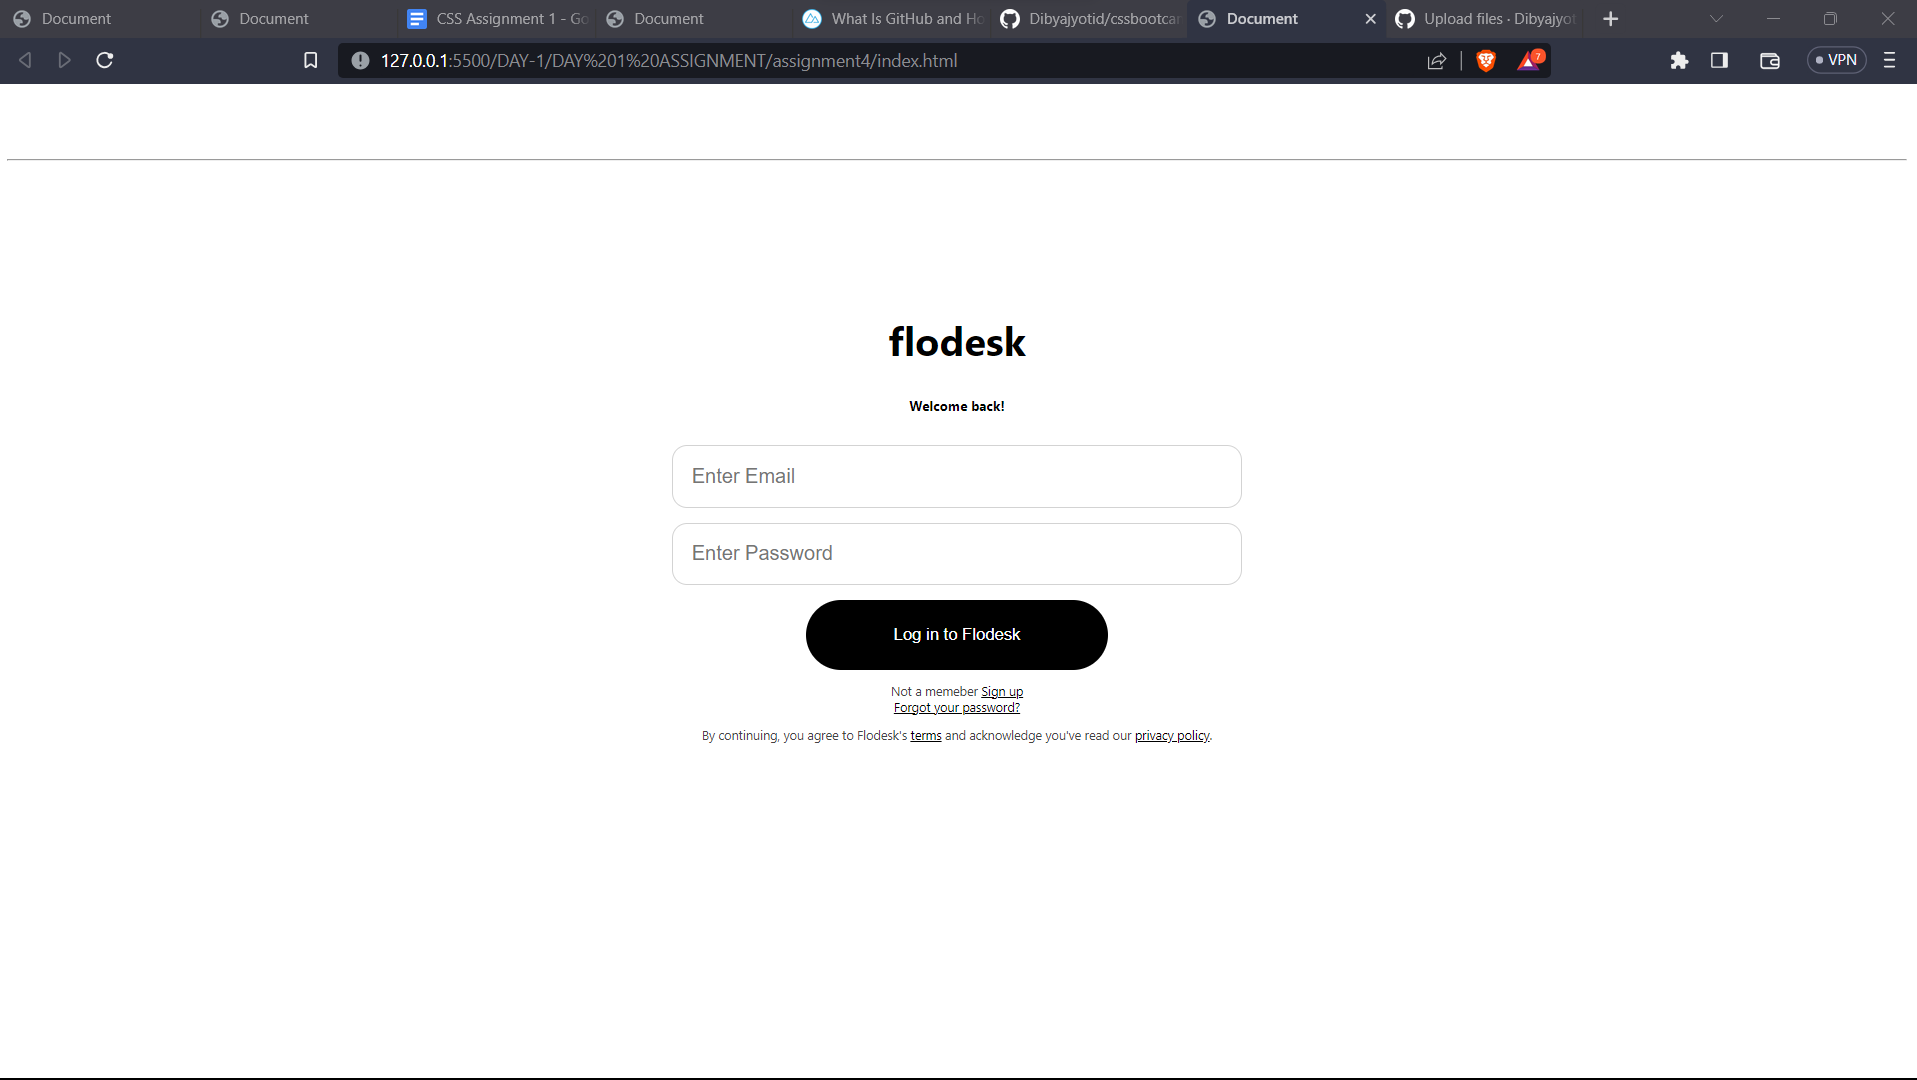 Document
Document
CSS Assignment 1 - Go
Document
What Is GitHub and Ho
Dibyajyotid/cssbootcam
Document
Upload files · Dibyajyot
127.0.0.1:5500/DAY-1/DAY%201%20ASSIGNMENT/assignment4/index.html
7
VPN
flodesk
Welcome back!
Enter Email
Enter Password
Log in to Flodesk
Not a memeber Sign up
Forgot your password?
By continuing, you agree to Flodesk's terms and acknowledge you've read our privacy policy.